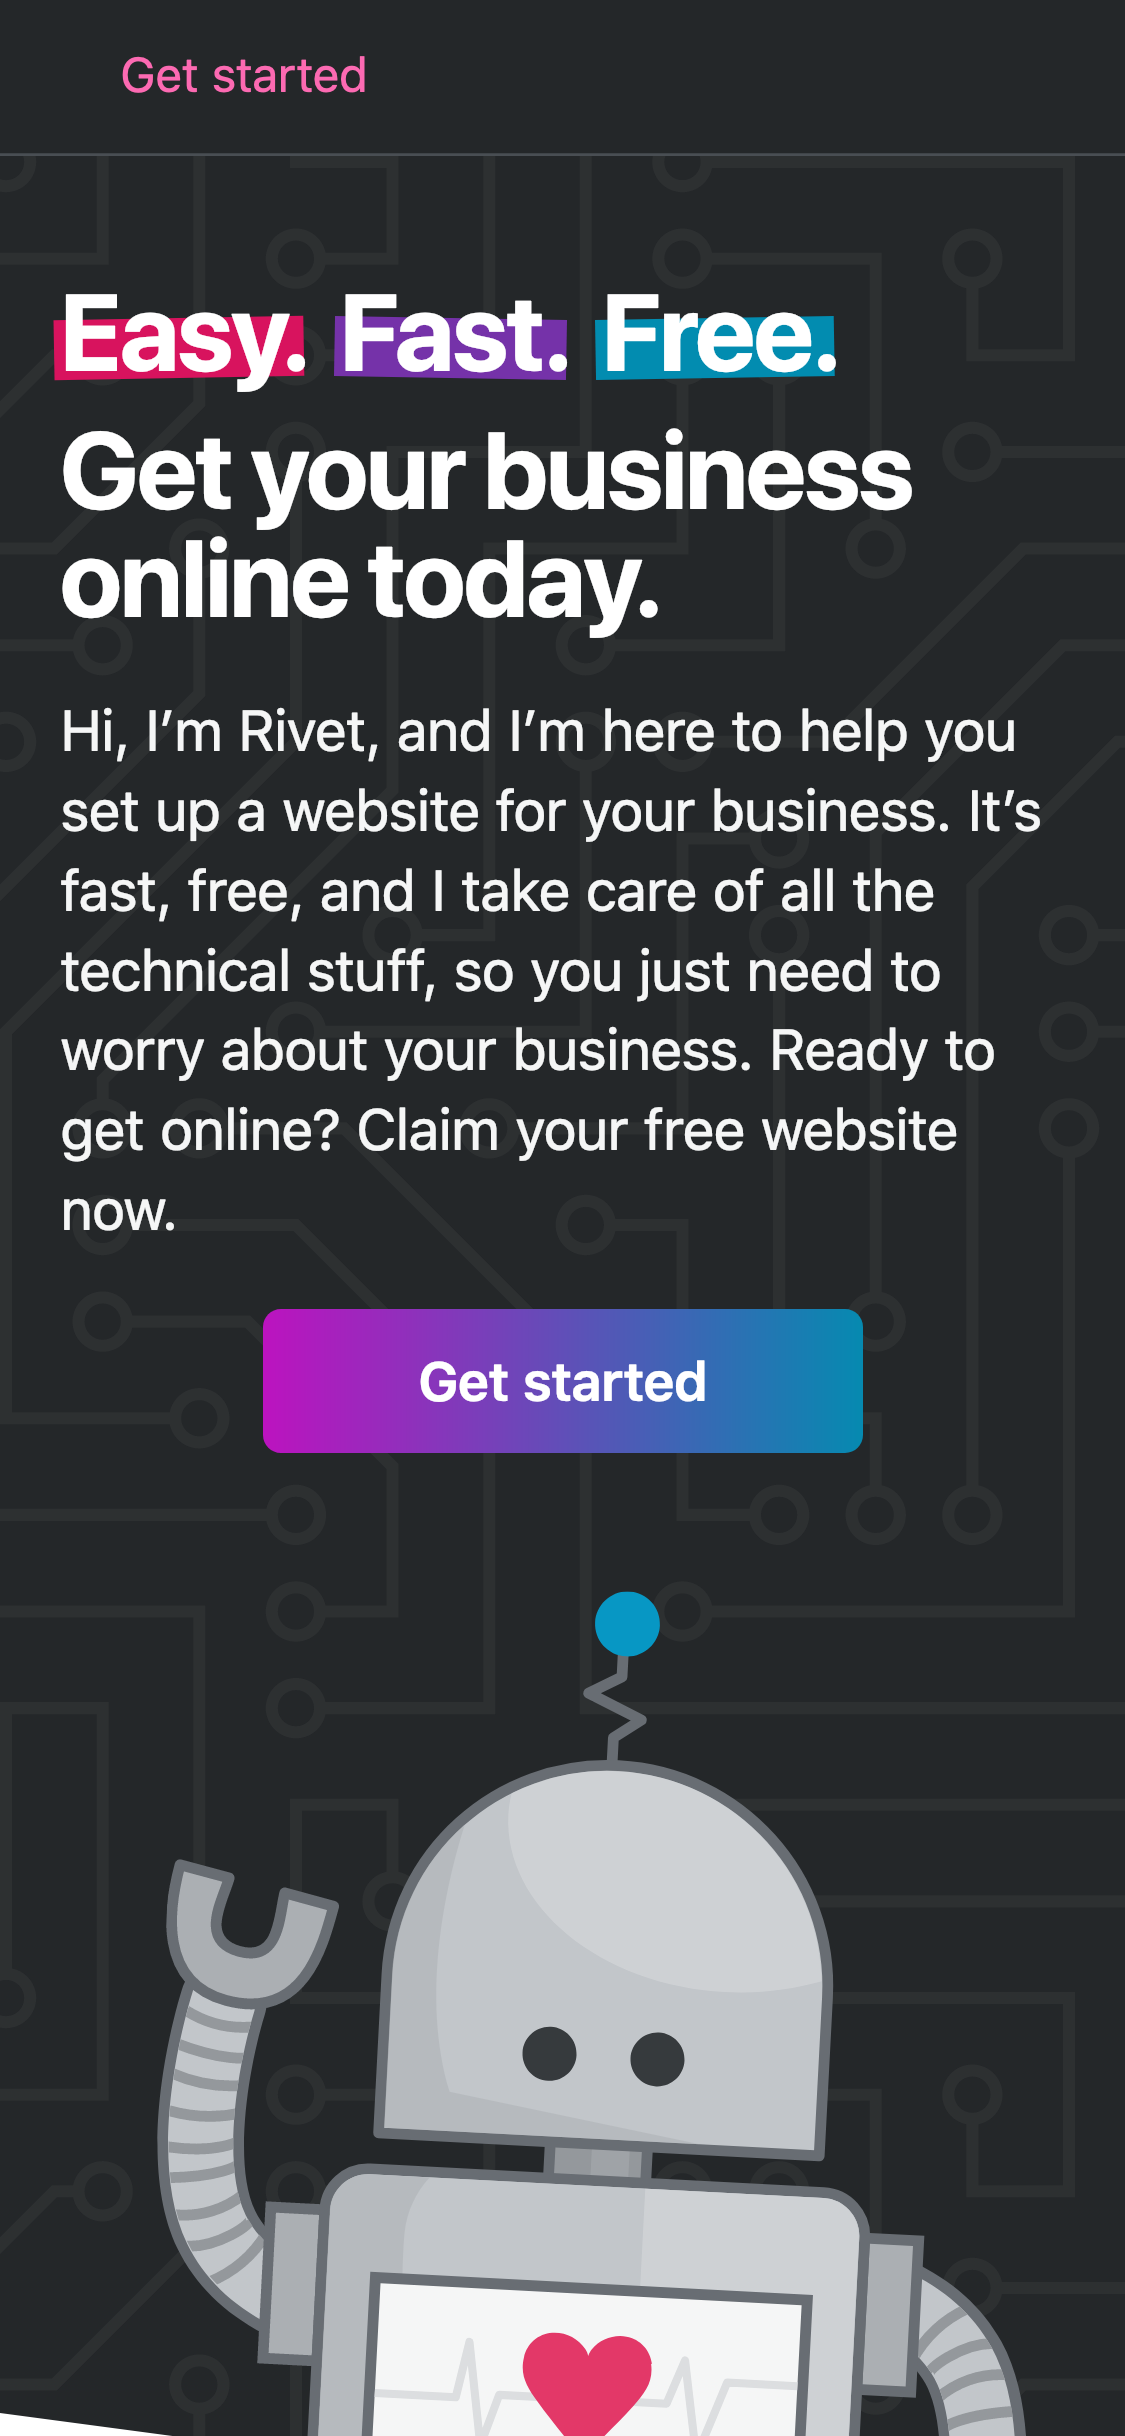 Get started
Easy. Fast. Free.
Get your business
online today.
Hi, I’m Rivet, and I’m here to help you
set up a website for your business. It’s
fast, free, and I take care of all the
technical stuff, so you just need to
worry about your business. Ready to
get online? Claim your free website
now.
Get started